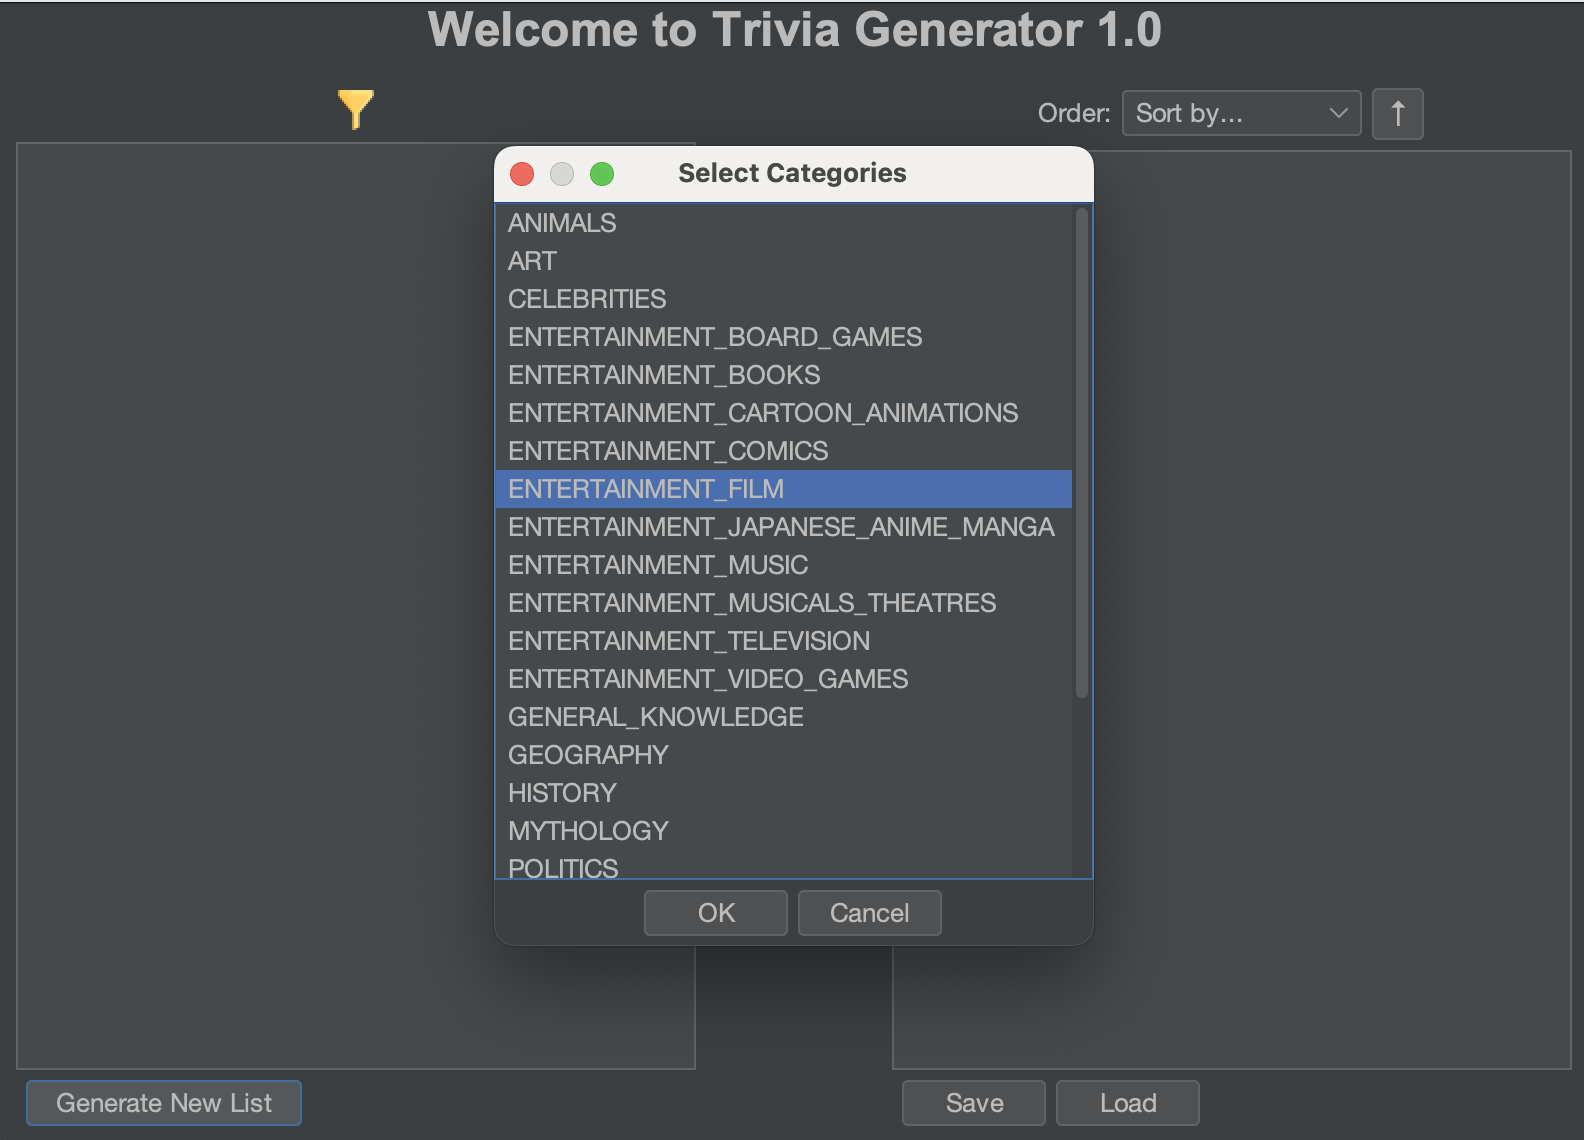 Welcome to Trivia Generator 1.0
Order: Sort by... ↑
Select Categories
ANIMALS
ART
CELEBRITIES
ENTERTAINMENT_BOARD_GAMES
ENTERTAINMENT_BOOKS
ENTERTAINMENT_CARTOON_ANIMATIONS
ENTERTAINMENT_COMICS
ENTERTAINMENT_FILM
ENTERTAINMENT_JAPANESE_ANIME_MANGA
ENTERTAINMENT_MUSIC
ENTERTAINMENT_MUSICALS_THEATRES
ENTERTAINMENT_TELEVISION
ENTERTAINMENT_VIDEO_GAMES
GENERAL_KNOWLEDGE
GEOGRAPHY
HISTORY
MYTHOLOGY
POLITICS
OK Cancel
Generate New List Save Load